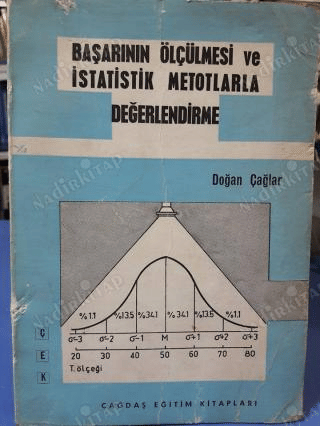 BAŞARININ ÖLÇÜLMESİ ve
İSTATİSTİK METOTLARLA
DEĞERLENDİRME
Doğan Çağlar
%1.1 %13.5 %34.1 %34.1 %13.5 %1.1
σ-3 σ-2 σ-1 M σ+1 σ+2 σ+3
20 30 40 50 60 70 80
T. ölçeği
Ç
E
K
ÇAĞDAŞ EĞİTİM KİTAPLARI
NadirKitap